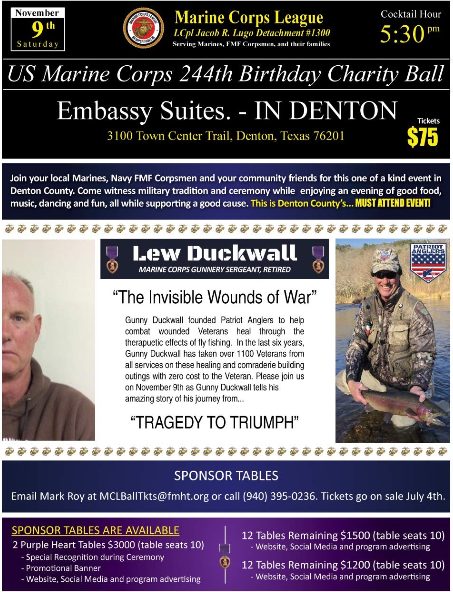 November
9th
Saturday
Marine Corps League
LCpl Jacob R. Lugo Detachment #1300
Serving Marines, FMF Corpsmen, and their families
Cocktail Hour
5:30 pm
US Marine Corps 244th Birthday Charity Ball
Embassy Suites. - IN DENTON
3100 Town Center Trail, Denton, Texas 76201
Tickets
$75
Join your local Marines, Navy FMF Corpsmen and your community friends for this one of a kind event in
Denton County. Come witness military tradition and ceremony while enjoying an evening of good food,
music, dancing and fun, all while supporting a good cause. This is Denton County's... MUST ATTEND EVENT!
Lew Duckwall
MARINE CORPS GUNNERY SERGEANT, RETIRED
PATRIOT
ANGLERS
"The Invisible Wounds of War"
Gunny Duckwall founded Patriot Anglers to help
combat wounded Veterans heal through the
therapuetic effects of fly fishing. In the last six years,
Gunny Duckwall has taken over 1100 Veterans from
all services on these healing and comraderie building
outings with zero cost to the Veteran. Please join us
on November 9th as Gunny Duckwall tells his
amazing story of his journey from...
"TRAGEDY TO TRIUMPH"
SPONSOR TABLES
Email Mark Roy at MCLBallTkts@fmht.org or call (940) 395-0236. Tickets go on sale July 4th.
SPONSOR TABLES ARE AVAILABLE
2 Purple Heart Tables $3000 (table seats 10)
- Special Recognition during Ceremony
- Promotional Banner
- Website, Social Media and program advertising
12 Tables Remaining $1500 (table seats 10)
- Website, Social Media and program advertising
12 Tables Remaining $1200 (table seats 10)
- Website, Social Media and program advertising